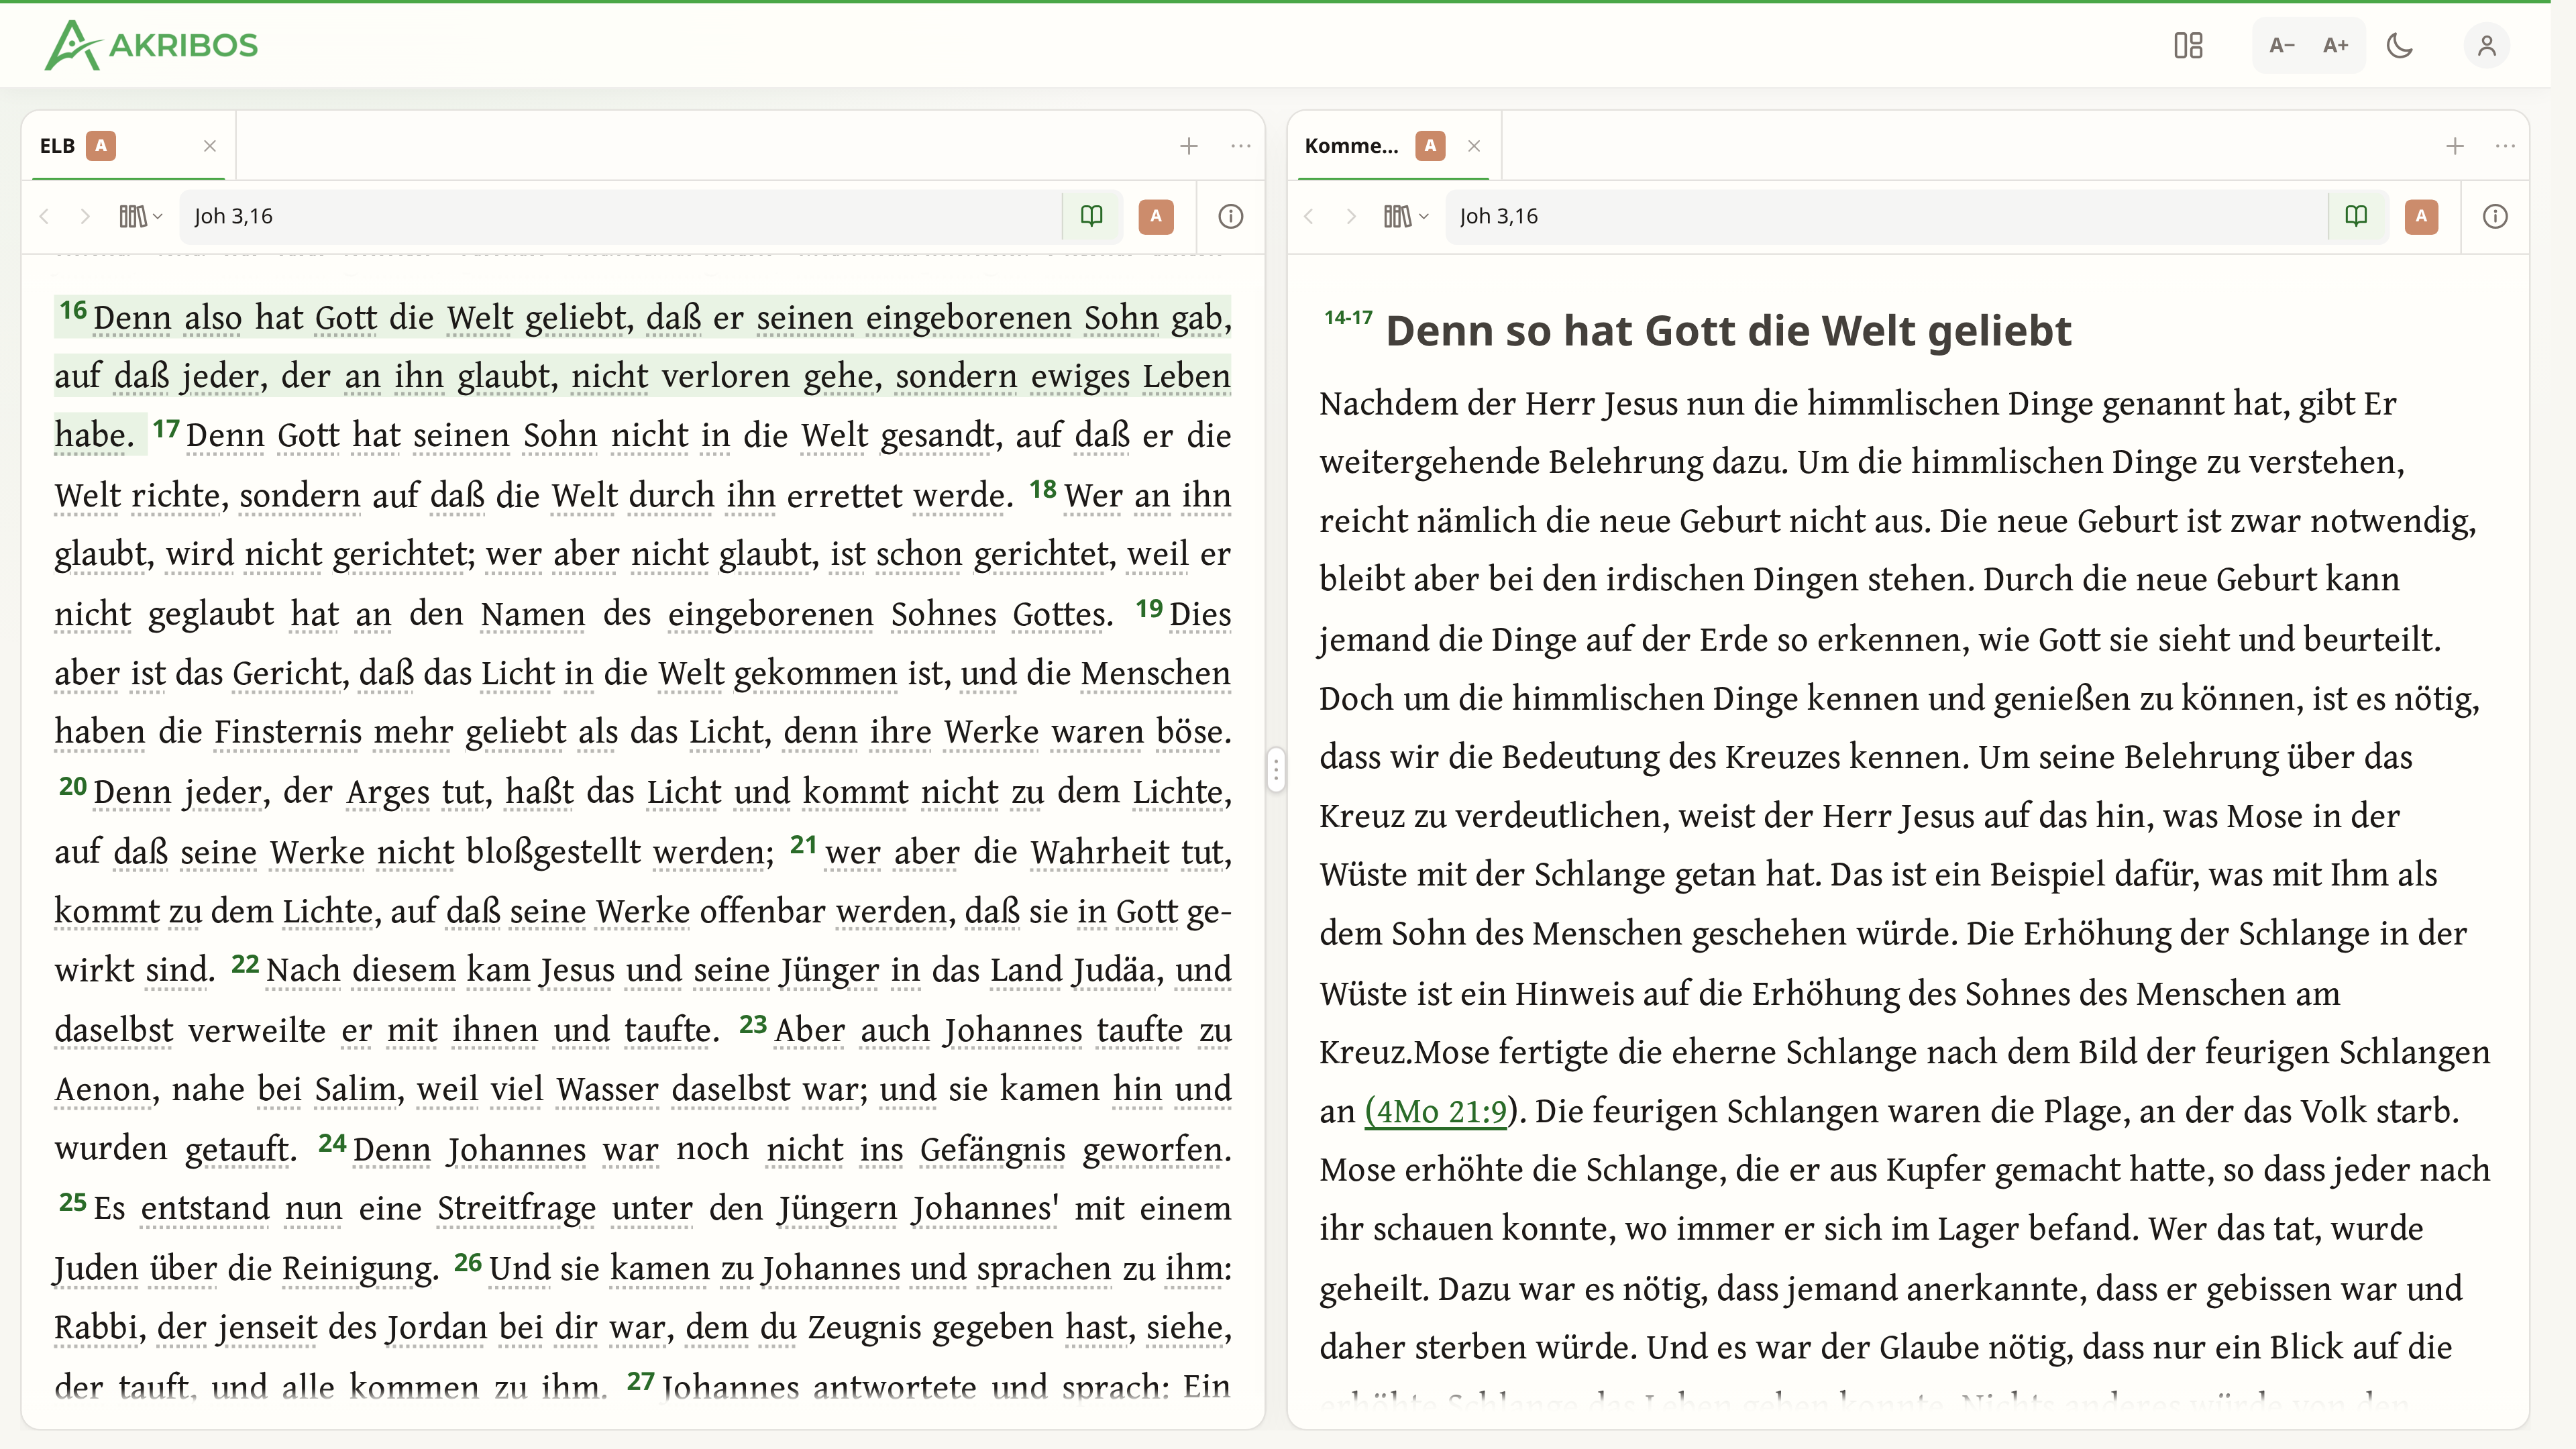 AKRIBOS
A− A+
ELB A
Joh 3,16 A
16 Denn also hat Gott die Welt geliebt, daß er seinen eingeborenen Sohn gab,
auf daß jeder, der an ihn glaubt, nicht verloren gehe, sondern ewiges Leben
habe. 17 Denn Gott hat seinen Sohn nicht in die Welt gesandt, auf daß er die
Welt richte, sondern auf daß die Welt durch ihn errettet werde. 18 Wer an ihn
glaubt, wird nicht gerichtet; wer aber nicht glaubt, ist schon gerichtet, weil er
nicht geglaubt hat an den Namen des eingeborenen Sohnes Gottes. 19 Dies
aber ist das Gericht, daß das Licht in die Welt gekommen ist, und die Menschen
haben die Finsternis mehr geliebt als das Licht, denn ihre Werke waren böse.
20 Denn jeder, der Arges tut, haßt das Licht und kommt nicht zu dem Lichte,
auf daß seine Werke nicht bloßgestellt werden; 21 wer aber die Wahrheit tut,
kommt zu dem Lichte, auf daß seine Werke offenbar werden, daß sie in Gott ge-
wirkt sind. 22 Nach diesem kam Jesus und seine Jünger in das Land Judäa, und
daselbst verweilte er mit ihnen und taufte. 23 Aber auch Johannes taufte zu
Aenon, nahe bei Salim, weil viel Wasser daselbst war; und sie kamen hin und
wurden getauft. 24 Denn Johannes war noch nicht ins Gefängnis geworfen.
25 Es entstand nun eine Streitfrage unter den Jüngern Johannes' mit einem
Juden über die Reinigung. 26 Und sie kamen zu Johannes und sprachen zu ihm:
Rabbi, der jenseit des Jordan bei dir war, dem du Zeugnis gegeben hast, siehe,
der tauft, und alle kommen zu ihm. 27 Johannes antwortete und sprach: Ein
Komme... A
Joh 3,16 A
14-17 Denn so hat Gott die Welt geliebt
Nachdem der Herr Jesus nun die himmlischen Dinge genannt hat, gibt Er
weitergehende Belehrung dazu. Um die himmlischen Dinge zu verstehen,
reicht nämlich die neue Geburt nicht aus. Die neue Geburt ist zwar notwendig,
bleibt aber bei den irdischen Dingen stehen. Durch die neue Geburt kann
jemand die Dinge auf der Erde so erkennen, wie Gott sie sieht und beurteilt.
Doch um die himmlischen Dinge kennen und genießen zu können, ist es nötig,
dass wir die Bedeutung des Kreuzes kennen. Um seine Belehrung über das
Kreuz zu verdeutlichen, weist der Herr Jesus auf das hin, was Mose in der
Wüste mit der Schlange getan hat. Das ist ein Beispiel dafür, was mit Ihm als
dem Sohn des Menschen geschehen würde. Die Erhöhung der Schlange in der
Wüste ist ein Hinweis auf die Erhöhung des Sohnes des Menschen am
Kreuz.Mose fertigte die eherne Schlange nach dem Bild der feurigen Schlangen
an (4Mo 21:9). Die feurigen Schlangen waren die Plage, an der das Volk starb.
Mose erhöhte die Schlange, die er aus Kupfer gemacht hatte, so dass jeder nach
ihr schauen konnte, wo immer er sich im Lager befand. Wer das tat, wurde
geheilt. Dazu war es nötig, dass jemand anerkannte, dass er gebissen war und
daher sterben würde. Und es war der Glaube nötig, dass nur ein Blick auf die
erhöhte Schlange das Leben geben konnte. Nichts anderes würde von den